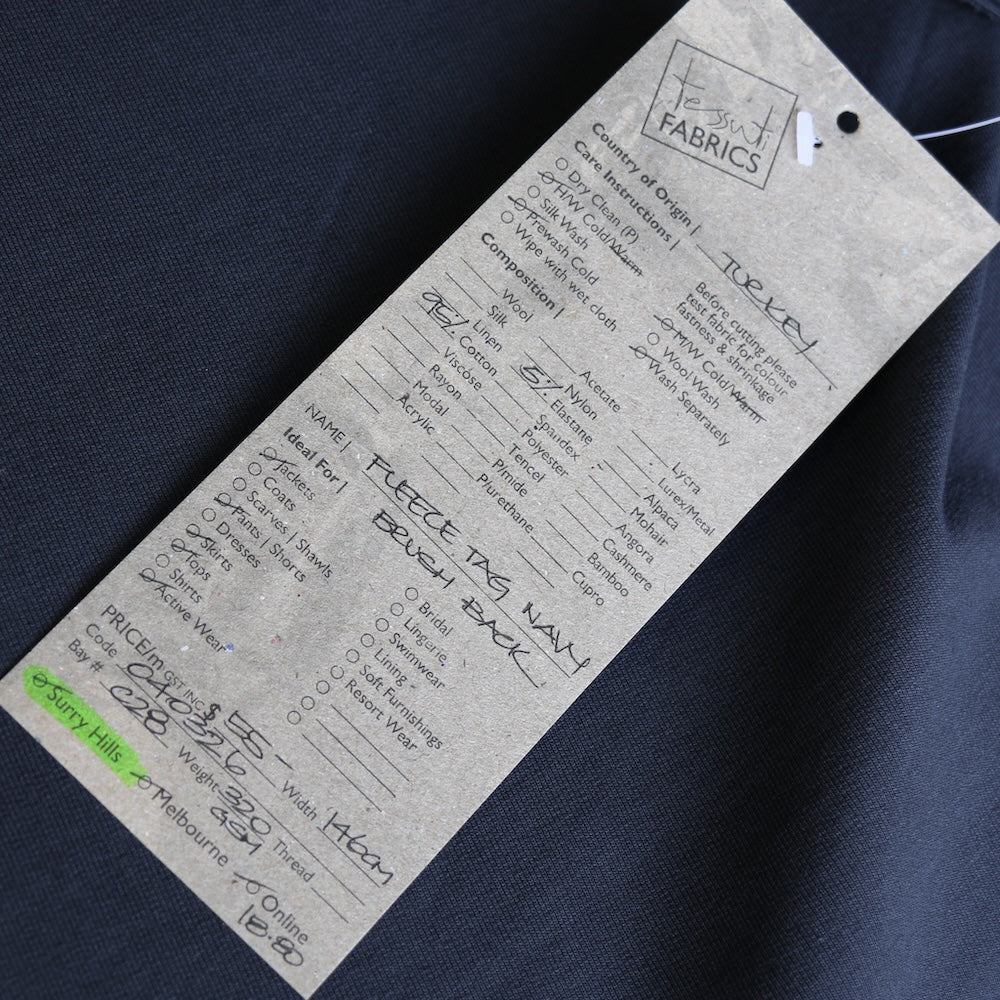 tessuti
FABRICS
Country of Origin | TURKEY
Care Instructions |
Dry Clean (P)
H/W Cold/Warm
Silk Wash
Prewash Cold
Wipe with wet cloth
Before cutting please
test fabric for colour
fastness & shrinkage
M/W Cold/Warm
Wool Wash
Wash Separately
Composition |
Wool
Silk
Linen
95% Cotton
Viscose
Rayon
Modal
Acrylic
Acetate
Nylon
5% Elastane
Spandex
Polyester
Tencel
P/mide
P/urethane
Lycra
Lurex/Metal
Alpaca
Mohair
Angora
Cashmere
Bamboo
Cupro
NAME | FLEECE TAG NAVY
BRUSH BACK
Ideal For |
Jackets
Coats
Scarves | Shawls
Pants | Shorts
Dresses
Skirts
Tops
Shirts
Active Wear
Bridal
Lingerie
Swimwear
Lining
Soft Furnishings
Resort Wear
PRICE/m GST INC $55-
Code 040326 Width 146CM
Bay # C28 Weight 320 Thread
GSM
Surry Hills Melbourne Online
18.80